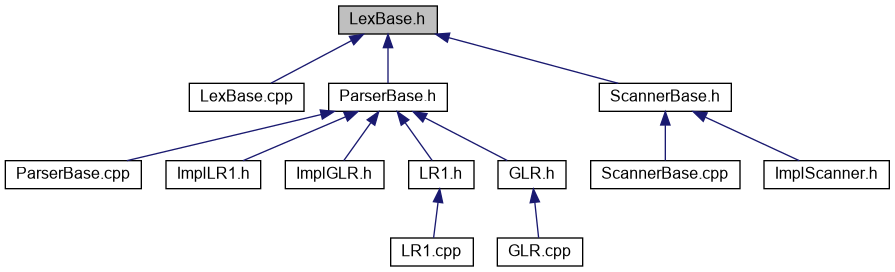 LexBase.h
LexBase.cpp
ParserBase.h
ScannerBase.h
ParserBase.cpp
ImplLR1.h
ImplGLR.h
LR1.h
GLR.h
ScannerBase.cpp
ImplScanner.h
LR1.cpp
GLR.cpp